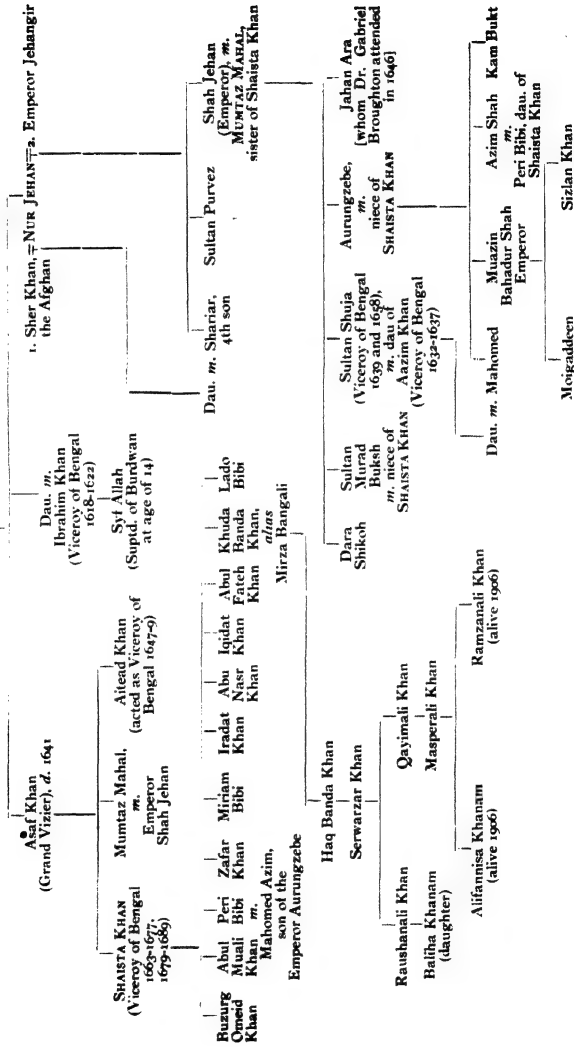 1. Sher Khan, = NUR JEHAN = 2. Emperor Jehangir
the Afghan
Dau. m.
Ibrahim Khan
(Viceroy of Bengal
1618-1622)
Asaf Khan
(Grand Vizier), d. 1641
Syt Allah
(Suptd. of Burdwan
at age of 14)
Dau. m. Shariar,
4th son
Sultan Purvez
Shah Jehan
(Emperor), m.
MUMTAZ MAHAL,
sister of Shaista Khan
SHAISTA KHAN
(Viceroy of Bengal
1663-1677,
1679-1689)
Mumtaz Mahal,
m.
Emperor
Shah Jehan
Aitead Khan
(acted as Viceroy of
Bengal 1647-9)
Buzurg
Omeid
Khan
Abul
Muali
Khan
Peri
Bibi
m.
Mahomed Azim,
son of the
Emperor Aurungzebe
Zafar
Khan
Miriam
Bibi
Iradat
Khan
Abu
Nasr
Khan
Iqidat
Khan
Abul
Fateh
Khan
Khuda
Banda
Khan,
alias
Mirza Bangali
Lado
Bibi
Dara
Shikoh
Sultan
Murad
Buksh
m. niece of
SHAISTA KHAN
Sultan Shuja
(Viceroy of Bengal
1639 and 1658),
m. dau of
Aazim Khan
(Viceroy of Bengal
1632-1637)
Aurungzebe,
m.
niece of
SHAISTA KHAN
Jahan Ara
[whom Dr. Gabriel
Broughton attended
in 1646]
Haq Banda Khan
Serwarzar Khan
Dau. m. Mahomed
Muazin
Bahadur Shah
Emperor
Azim Shah
m.
Peri Bibi, dau. of
Shaista Khan
Kam Bukt
Raushanali Khan
Baliha Khanam
(daughter)
Qayimali Khan
Masperali Khan
Moigaddeen
Sizlan Khan
Alifannisa Khanam
(alive 1906)
Ramzanali Khan
(alive 1906)